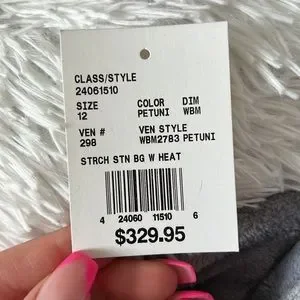 CLASS/STYLE
24061510
SIZE COLOR DIM
12 PETUNI WBM
VEN # VEN STYLE
298 WBM2783 PETUNI
STRCH STN BG W HEAT
4 24060 11510 6
$329.95